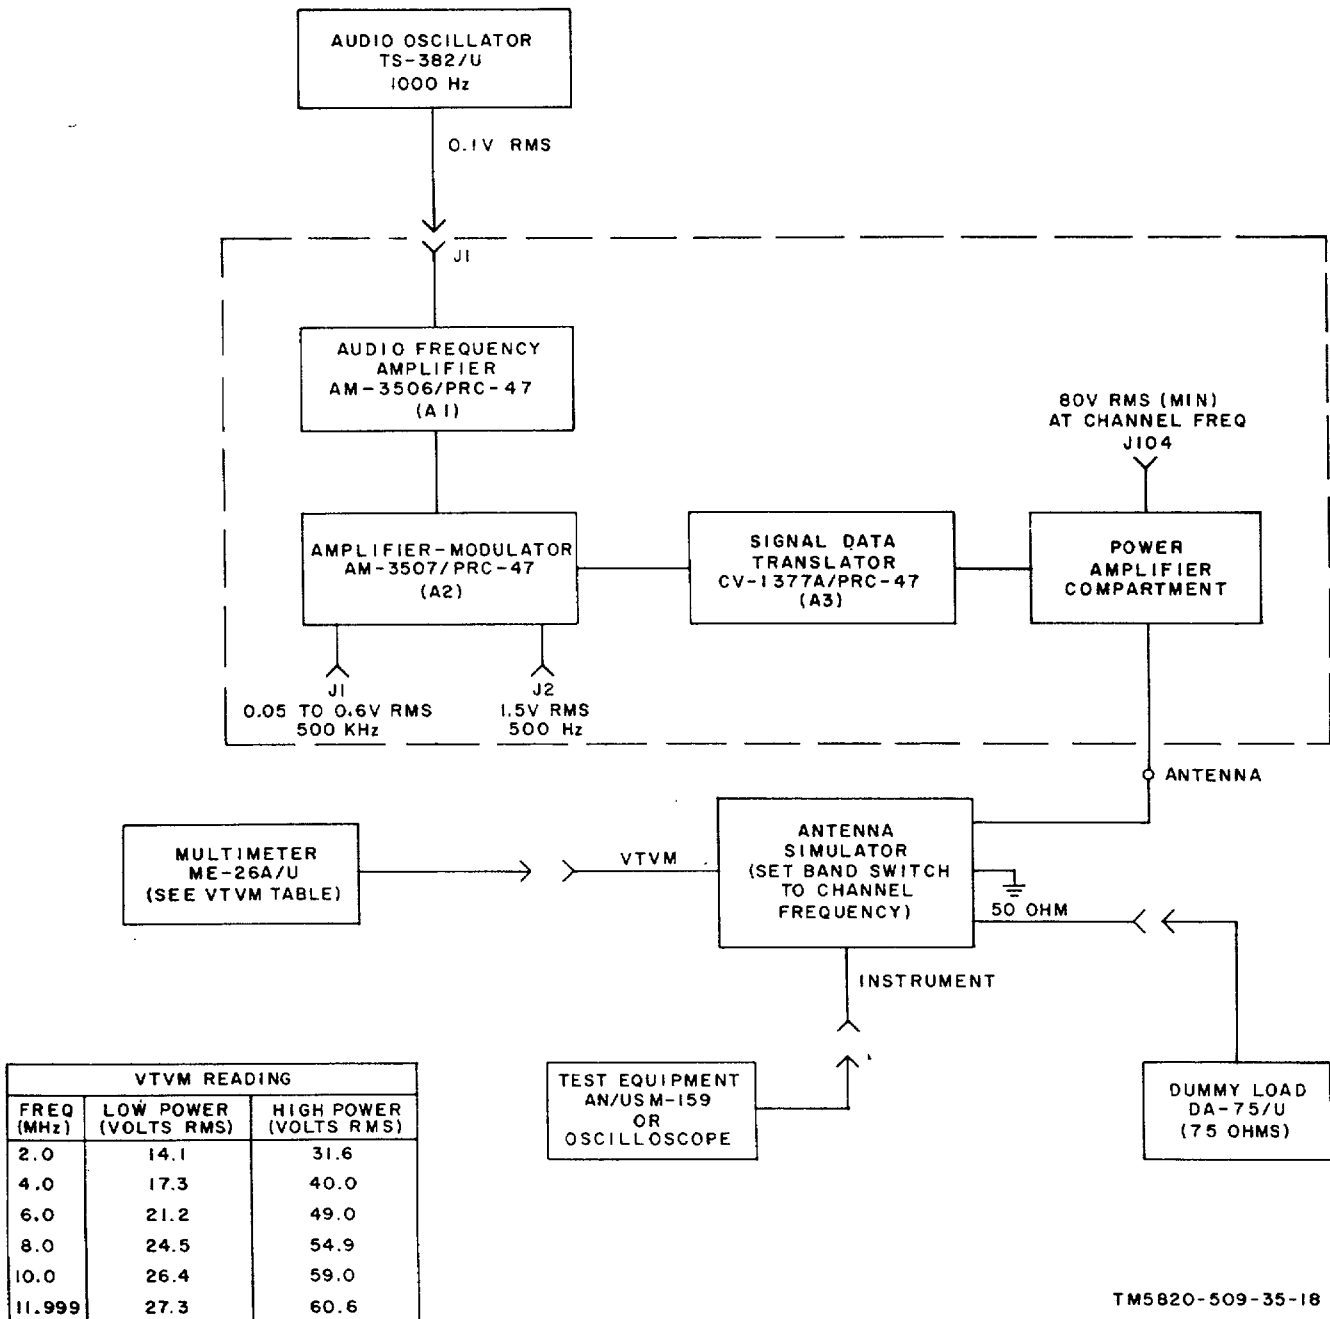 AUDIO OSCILLATOR
TS-382/U
1000 Hz
0.1V RMS
J1
AUDIO FREQUENCY
AMPLIFIER
AM-3506/PRC-47
(A1)
80V RMS (MIN)
AT CHANNEL FREQ
J104
AMPLIFIER-MODULATOR
AM-3507/PRC-47
(A2)
SIGNAL DATA
TRANSLATOR
CV-1377A/PRC-47
(A3)
POWER
AMPLIFIER
COMPARTMENT
J1
0.05 TO 0.6V RMS
500 KHz
J2
1.5V RMS
500 Hz
ANTENNA
MULTIMETER
ME-26A/U
(SEE VTVM TABLE)
VTVM
ANTENNA
SIMULATOR
(SET BAND SWITCH
TO CHANNEL
FREQUENCY)
50 OHM
INSTRUMENT
TEST EQUIPMENT
AN/USM-159
OR
OSCILLOSCOPE
DUMMY LOAD
DA-75/U
(75 OHMS)
VTVM READING
FREQ (MHz) LOW POWER (VOLTS RMS) HIGH POWER (VOLTS RMS)
2.0 14.1 31.6
4.0 17.3 40.0
6.0 21.2 49.0
8.0 24.5 54.9
10.0 26.4 59.0
11.999 27.3 60.6
TM5820-509-35-18